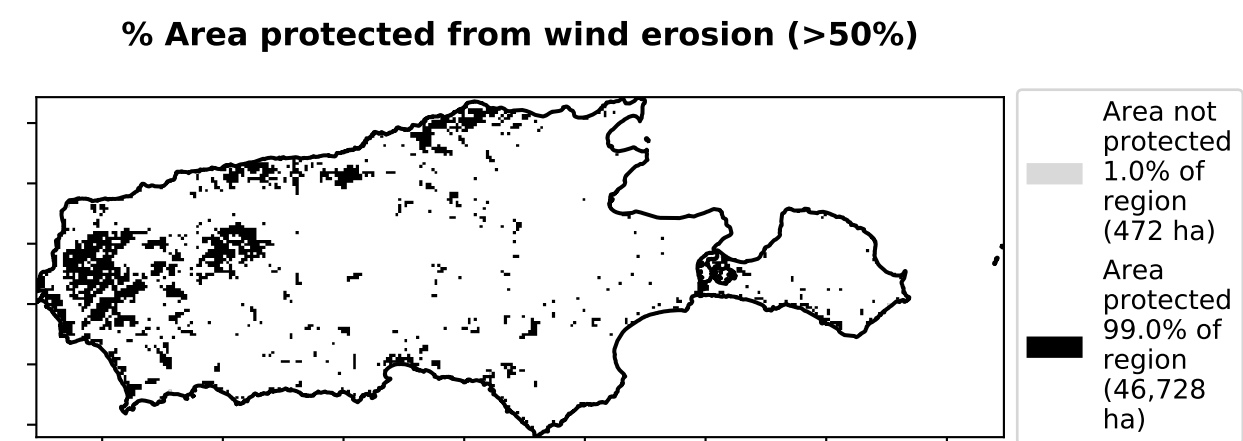 % Area protected from wind erosion (>50%)
Area not
protected
1.0% of
region
(472 ha)
Area
protected
99.0% of
region
(46,728
ha)